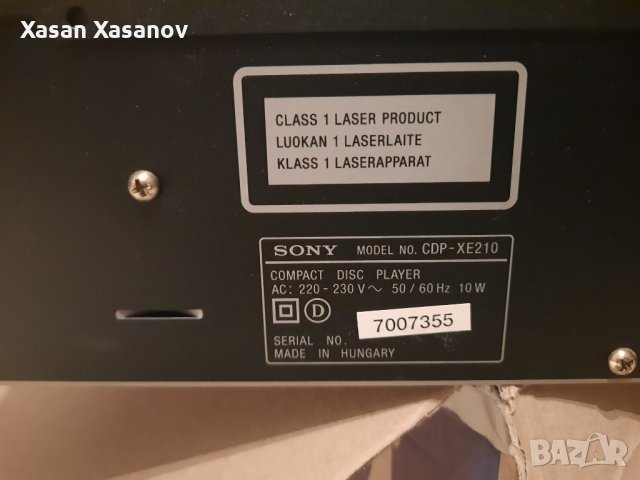 Xasan Xasanov
CLASS 1 LASER PRODUCT
LUOKAN 1 LASERLAITE
KLASS 1 LASERAPPARAT
SONY MODEL NO. CDP-XE210
COMPACT DISC PLAYER
AC: 220 - 230 V ~ 50 / 60 Hz 10 W
D
7007355
SERIAL NO.
MADE IN HUNGARY
BAZAR